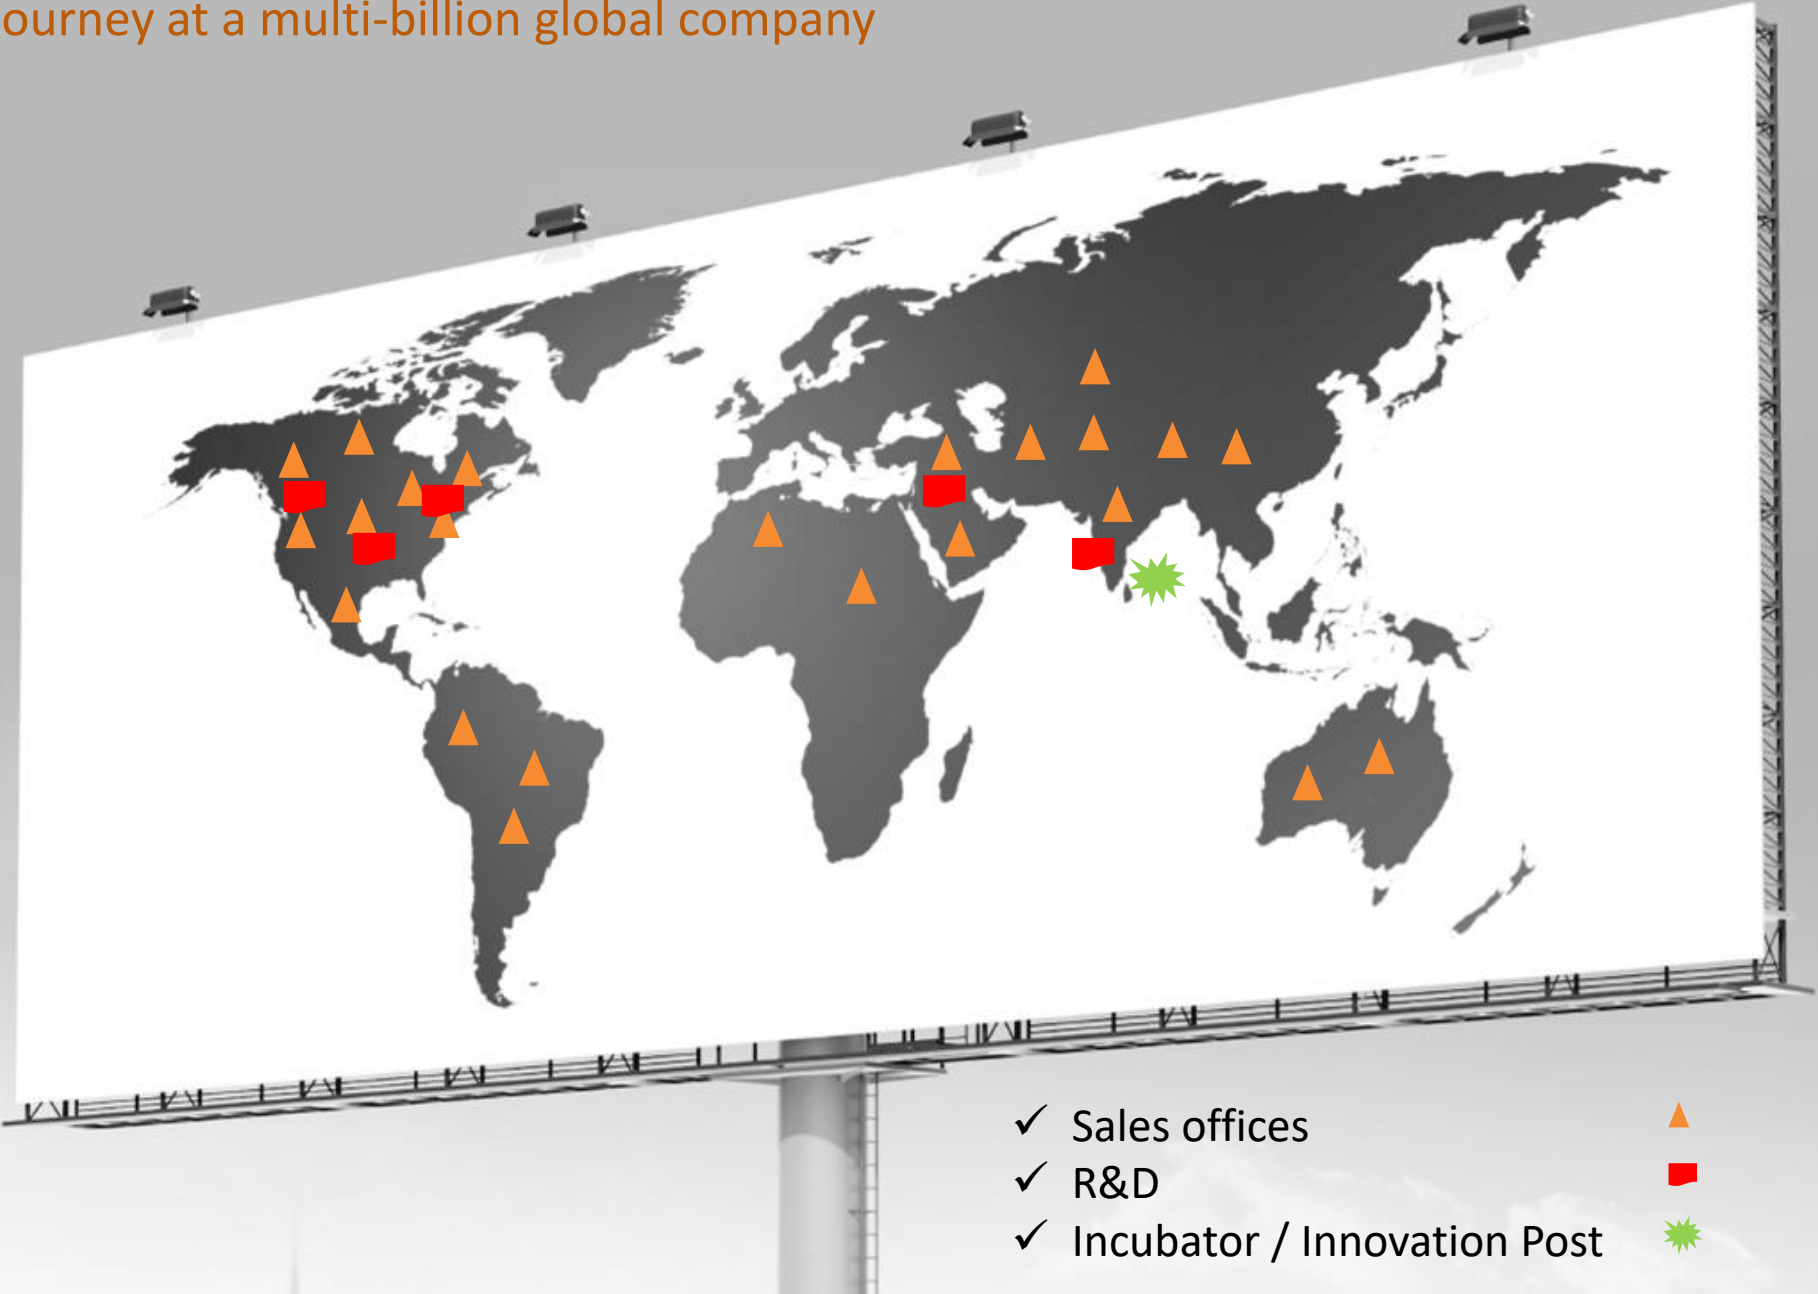 ourney at a multi-billion global company
✓ Sales offices
✓ R&D
✓ Incubator / Innovation Post